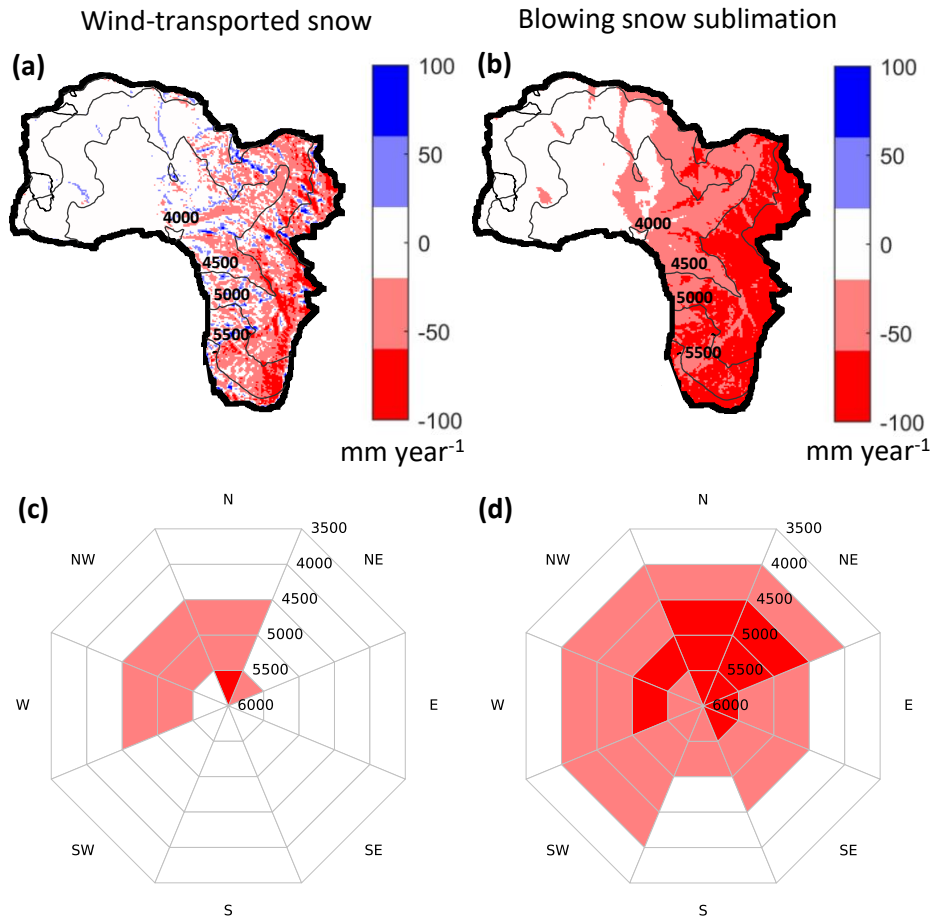 Wind-transported snow
Blowing snow sublimation
(a)
100
50
0
-50
-100
4000
4500
5000
5500
mm year-1
(b)
100
50
0
-50
-100
4000
4500
5000
5500
mm year-1
(c)
N
NE
E
SE
S
SW
W
NW
3500
4000
4500
5000
5500
6000
(d)
N
NE
E
SE
S
SW
W
NW
3500
4000
4500
5000
5500
6000